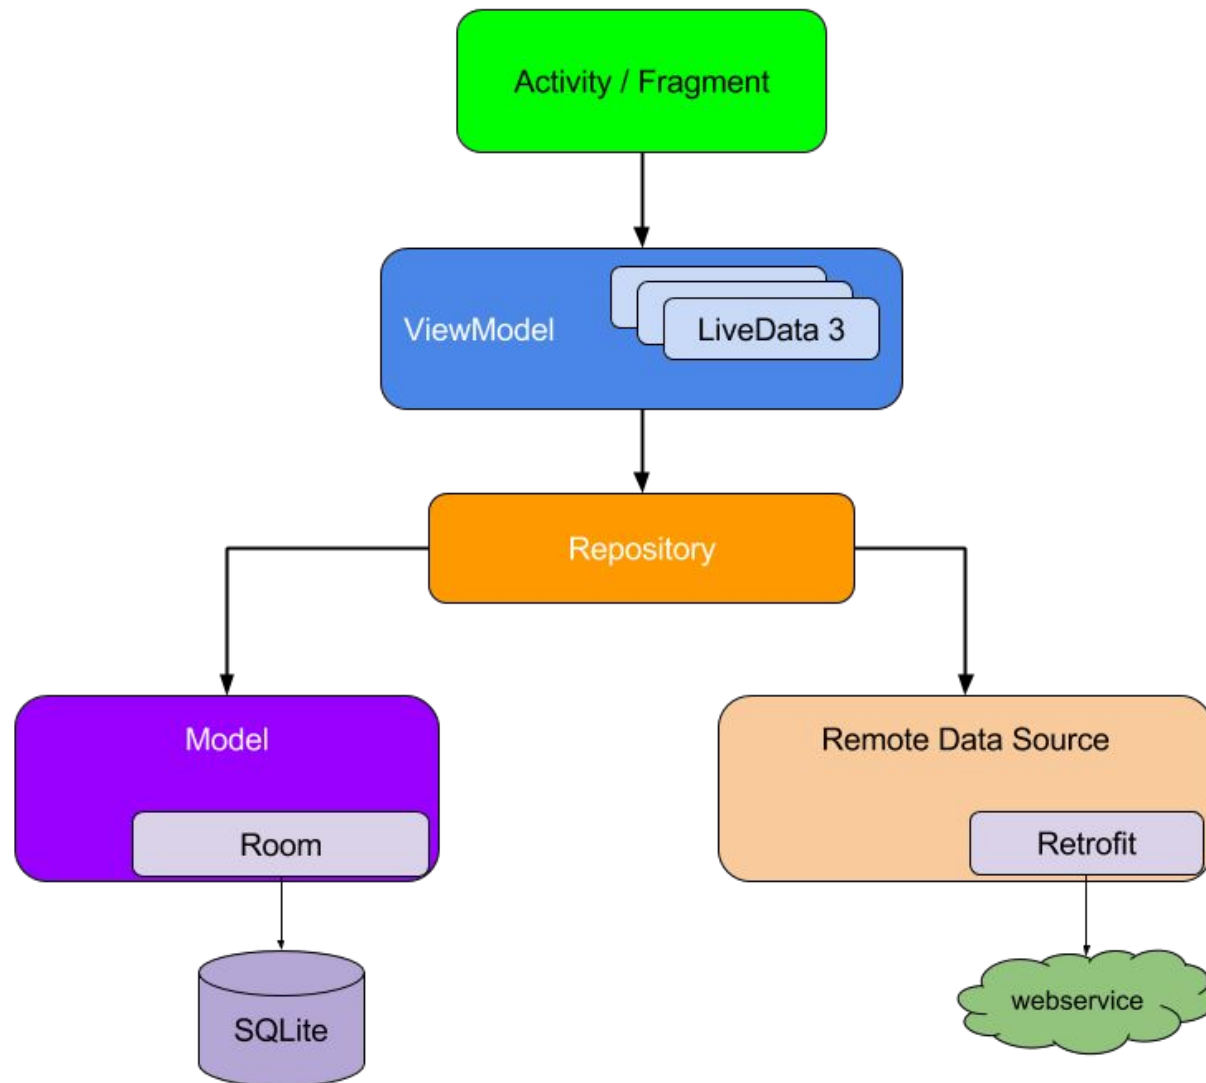 Activity / Fragment
ViewModel
LiveData 3
Repository
Model
Remote Data Source
Room
Retrofit
SQLite
webservice